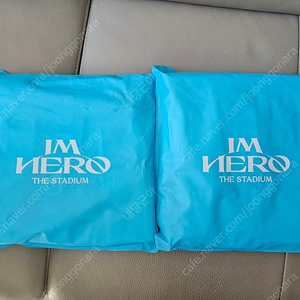 IM
HERO
THE STADIUM
IM
HERO
THE STADIUM
cafe.naver.com/joonggonara